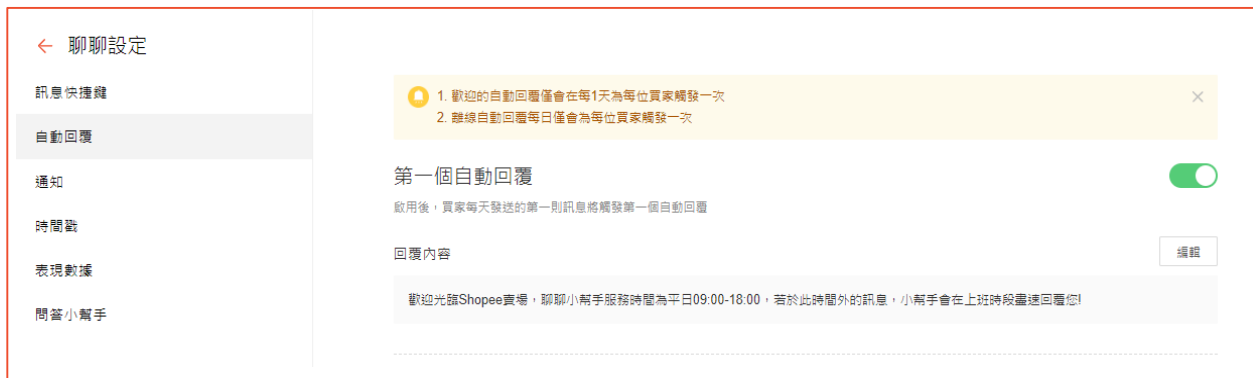 聊聊設定
訊息快捷鍵
自動回覆
通知
時間戳
表現數據
問答小幫手
1. 歡迎的自動回覆僅會在每1天為每位買家觸發一次
2. 離線自動回覆每日僅會為每位買家觸發一次
第一個自動回覆
啟用後，買家每天發送的第一則訊息將觸發第一個自動回覆
回覆內容
編輯
歡迎光臨Shopee賣場，聊聊小幫手服務時間為平日09:00-18:00，若於此時間外的訊息，小幫手會在上班時段盡速回覆您!